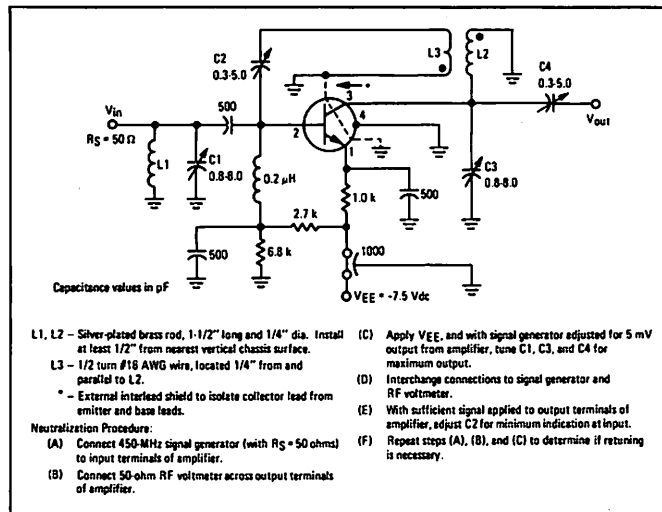 C2
0.3-5.0
L3
L2
C4
0.3-5.0
Vin
RS = 50 Ω
500
3
4
2
1
Vout
L1
C1
0.8-8.0
0.2 μH
C3
0.8-8.0
1.0 k
500
2.7 k
500
6.8 k
1000
Capacitance values in pF
VEE = -7.5 Vdc
L1, L2 – Silver-plated brass rod, 1-1/2" long and 1/4" dia. Install
at least 1/2" from nearest vertical chassis surface.
L3 – 1/2 turn #16 AWG wire, located 1/4" from and
parallel to L2.
* – External interlead shield to isolate collector lead from
emitter and base leads.
Neutralization Procedure:
(A) Connect 450-MHz signal generator (with RS = 50 ohms)
to input terminals of amplifier.
(B) Connect 50-ohm RF voltmeter across output terminals
of amplifier.
(C) Apply VEE, and with signal generator adjusted for 5 mV
output from amplifier, tune C1, C3, and C4 for
maximum output.
(D) Interchange connections to signal generator and
RF voltmeter.
(E) With sufficient signal applied to output terminals of
amplifier, adjust C2 for minimum indication at input.
(F) Repeat steps (A), (B), and (C) to determine if retuning
is necessary.